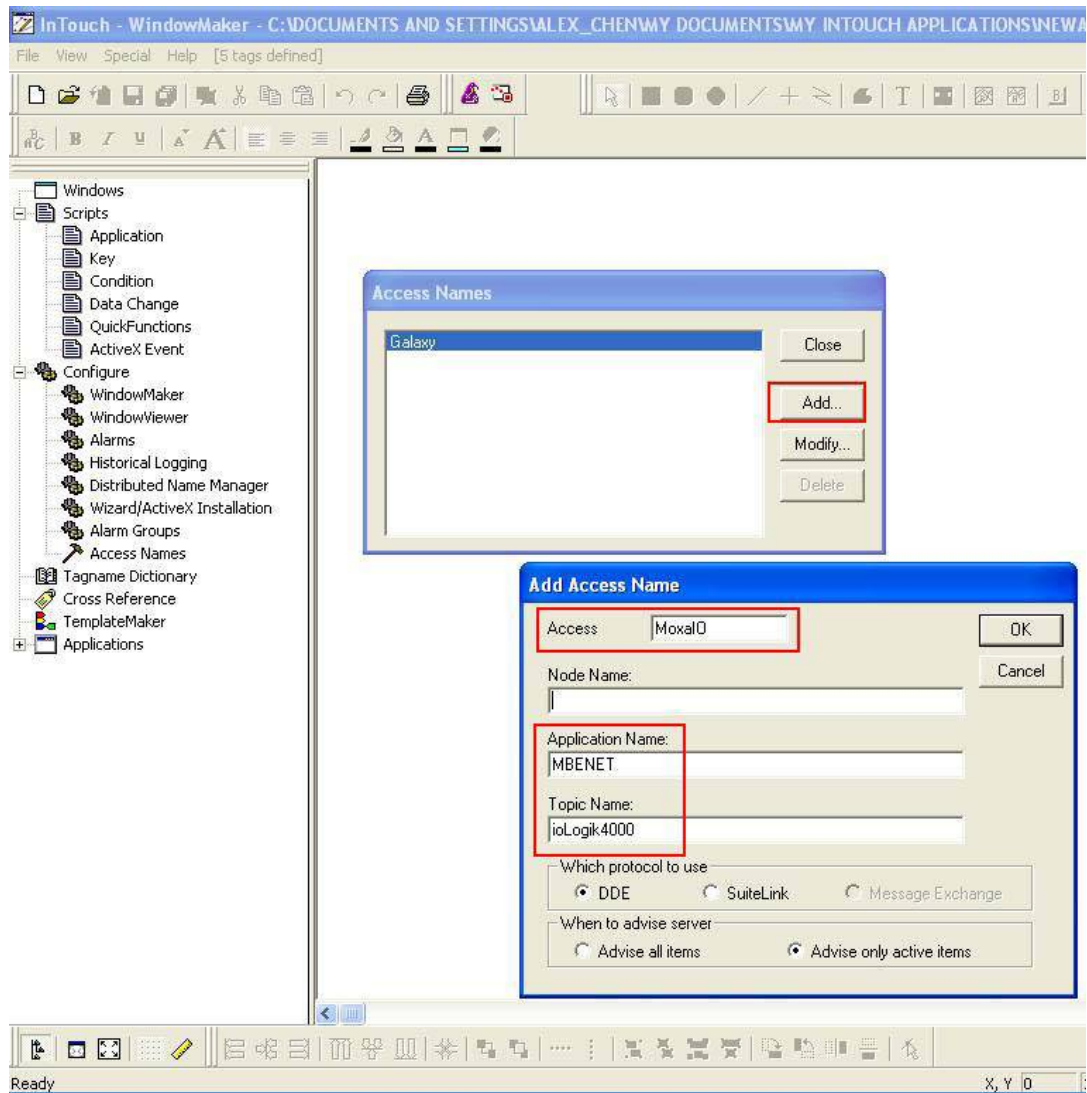 InTouch - WindowMaker - C:\DOCUMENTS AND SETTINGS\ALEX_CHEN\MY DOCUMENTS\MY INTOUCH APPLICATIONS\NEWA
File View Special Help [5 tags defined]
Windows
Scripts
Application
Key
Condition
Data Change
QuickFunctions
ActiveX Event
Configure
WindowMaker
WindowViewer
Alarms
Historical Logging
Distributed Name Manager
Wizard/ActiveX Installation
Alarm Groups
Access Names
Tagname Dictionary
Cross Reference
TemplateMaker
Applications
Access Names
Galaxy
Close
Add...
Modify...
Delete
Add Access Name
Access MoxaIO
OK
Cancel
Node Name:
Application Name:
MBENET
Topic Name:
ioLogik4000
Which protocol to use
DDE SuiteLink Message Exchange
When to advise server
Advise all items Advise only active items
Ready
X, Y 0